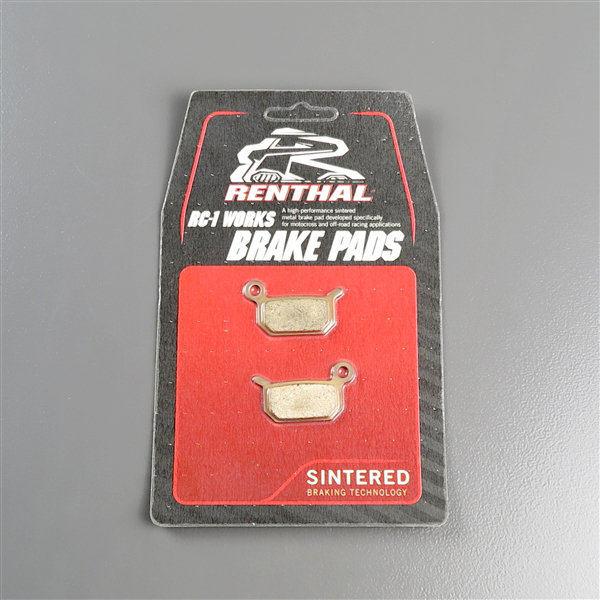 RENTHAL
RC-1 WORKS
A high-performance sintered
metal brake pad developed specifically
for motocross and off-road racing applications
BRAKE PADS
SINTERED
BRAKING TECHNOLOGY